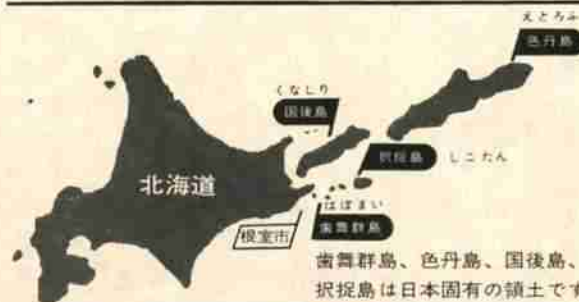 えとろふ
色丹島
くなしり
国後島
択捉島 しこたん
北海道
はぼまい
根室市
歯舞群島
歯舞群島、色丹島、国後島、
択捉島は日本固有の領土です